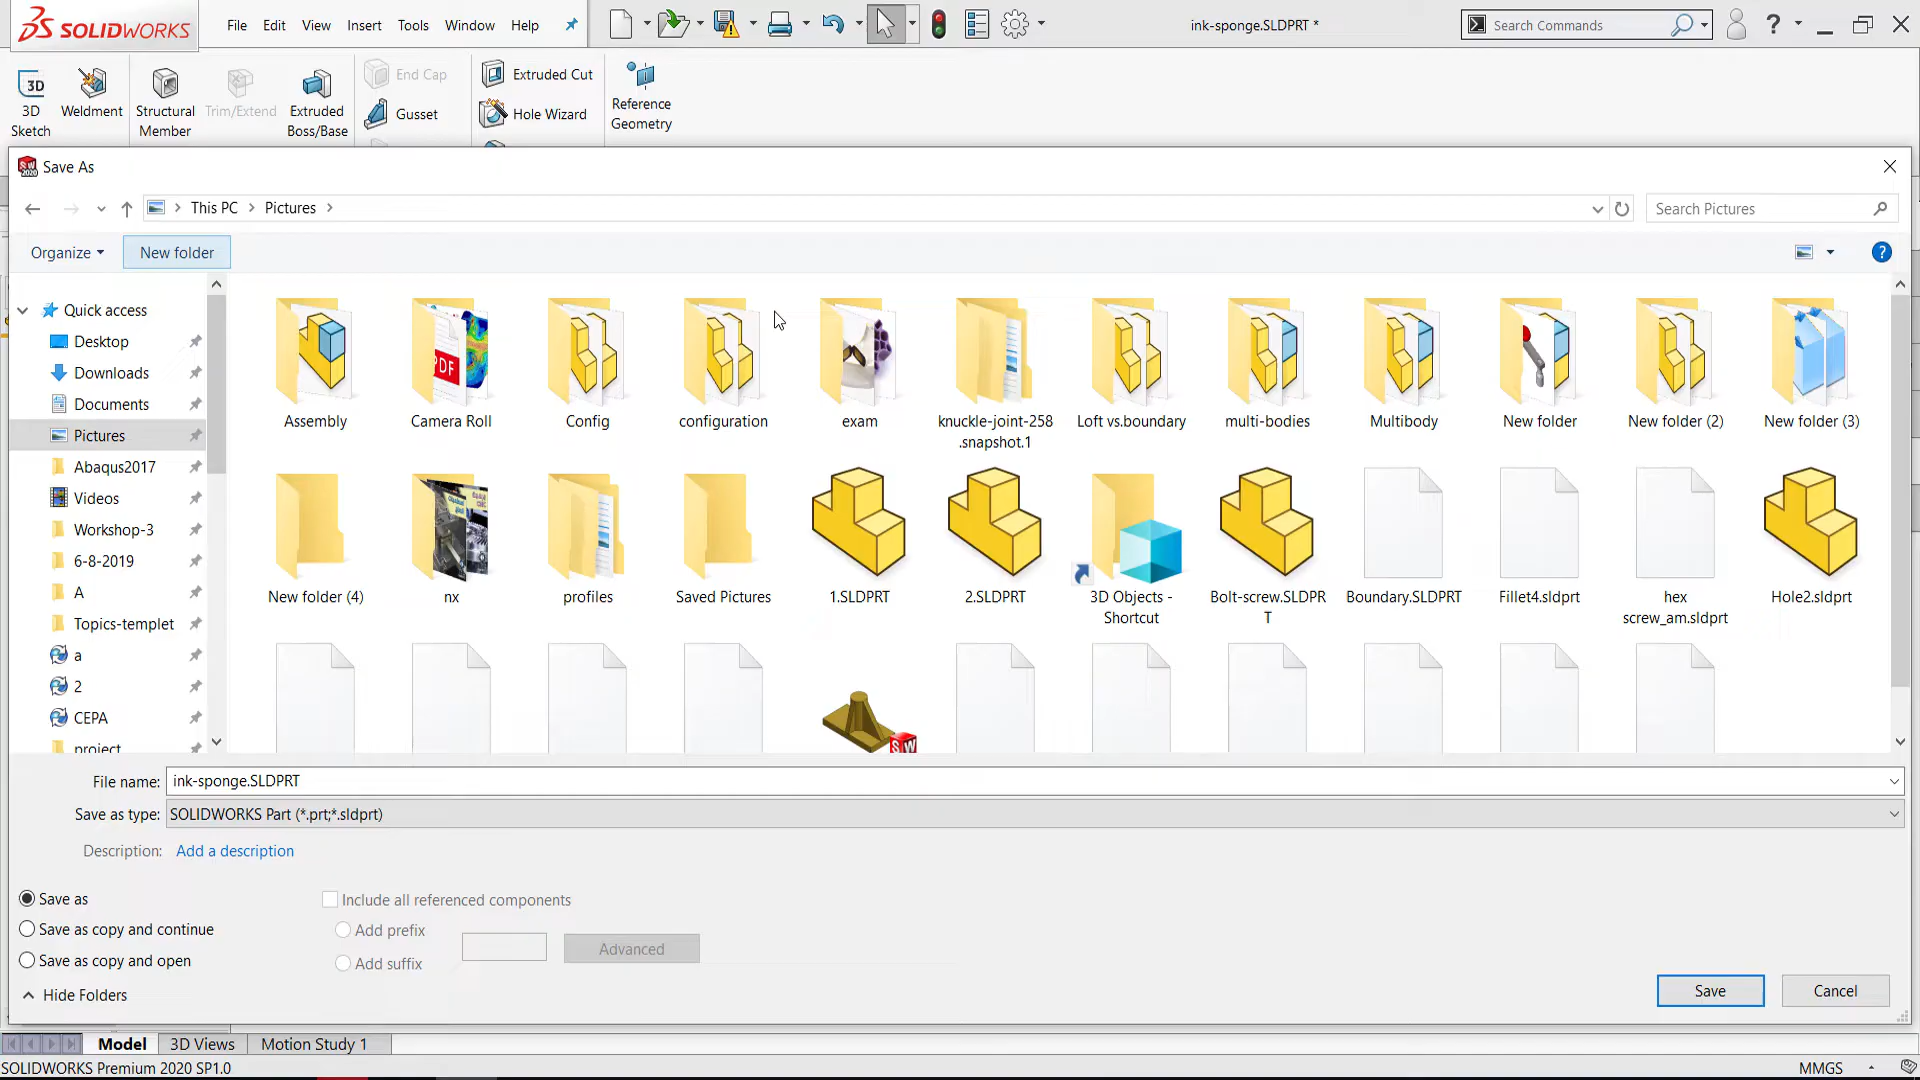 SOLIDWORKS
File Edit View Insert Tools Window Help
ink-sponge.SLDPRT *
Search Commands
?
3D
3D
Sketch
Weldment
Structural
Member
Trim/Extend
Extruded
Boss/Base
End Cap
Gusset
Extruded Cut
Hole Wizard
Reference
Geometry
SW
2020
Save As
This PC
Pictures
Search Pictures
Organize
New folder
?
Quick access
Desktop
Downloads
Documents
Pictures
Abaqus2017
Videos
Workshop-3
6-8-2019
A
Topics-templet
a
2
CEPA
project
PDF
Assembly
Camera Roll
Config
configuration
exam
knuckle-joint-258
.snapshot.1
Loft vs.boundary
multi-bodies
Multibody
New folder
New folder (2)
New folder (3)
New folder (4)
nx
profiles
Saved Pictures
1.SLDPRT
2.SLDPRT
3D Objects -
Shortcut
Bolt-screw.SLDPR
T
Boundary.SLDPRT
Fillet4.sldprt
hex
screw_am.sldprt
Hole2.sldprt
SW
File name: ink-sponge.SLDPRT
Save as type: SOLIDWORKS Part (*.prt;*.sldprt)
Description: Add a description
Save as
Save as copy and continue
Save as copy and open
Include all referenced components
Add prefix
Add suffix
Advanced
Hide Folders
Save
Cancel
Model
3D Views
Motion Study 1
SOLIDWORKS Premium 2020 SP1.0
MMGS